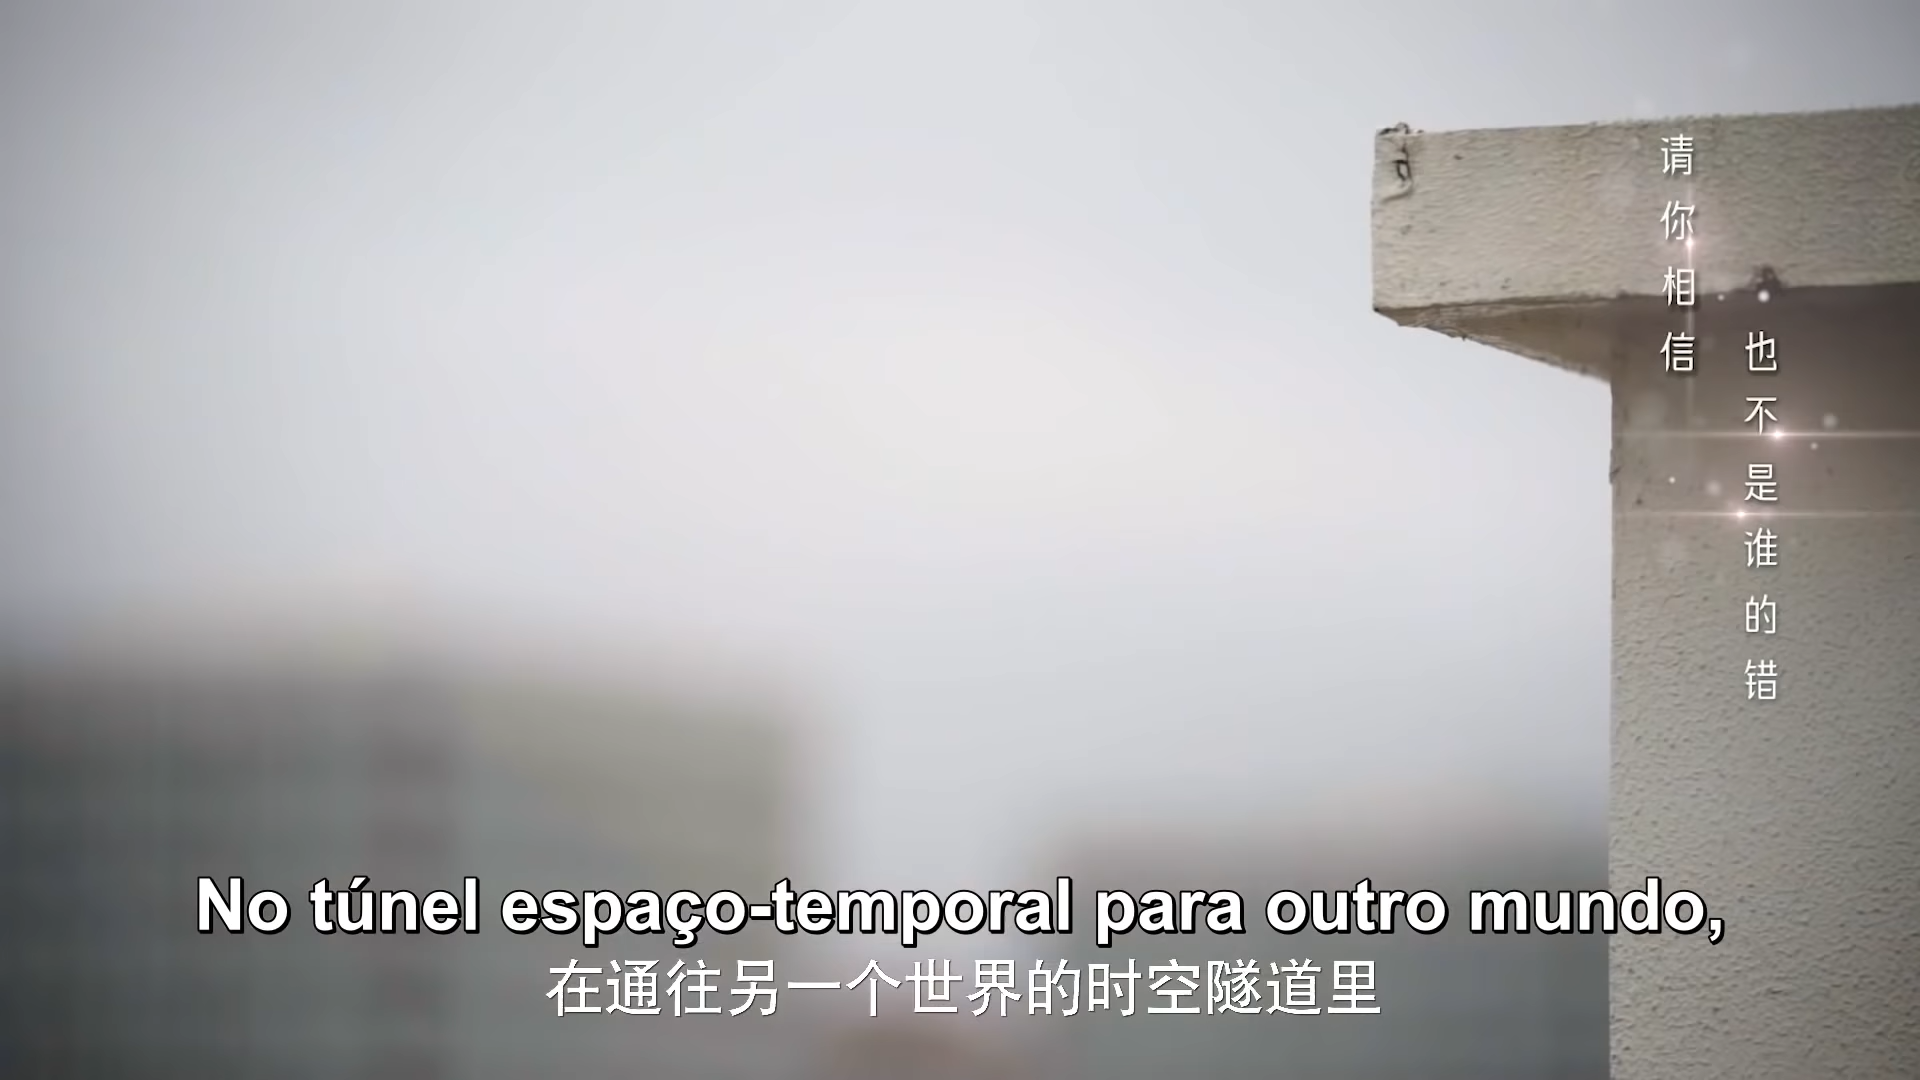 请你相信
也不是谁的错
No túnel espaço-temporal para outro mundo,
在通往另一个世界的时空隧道里